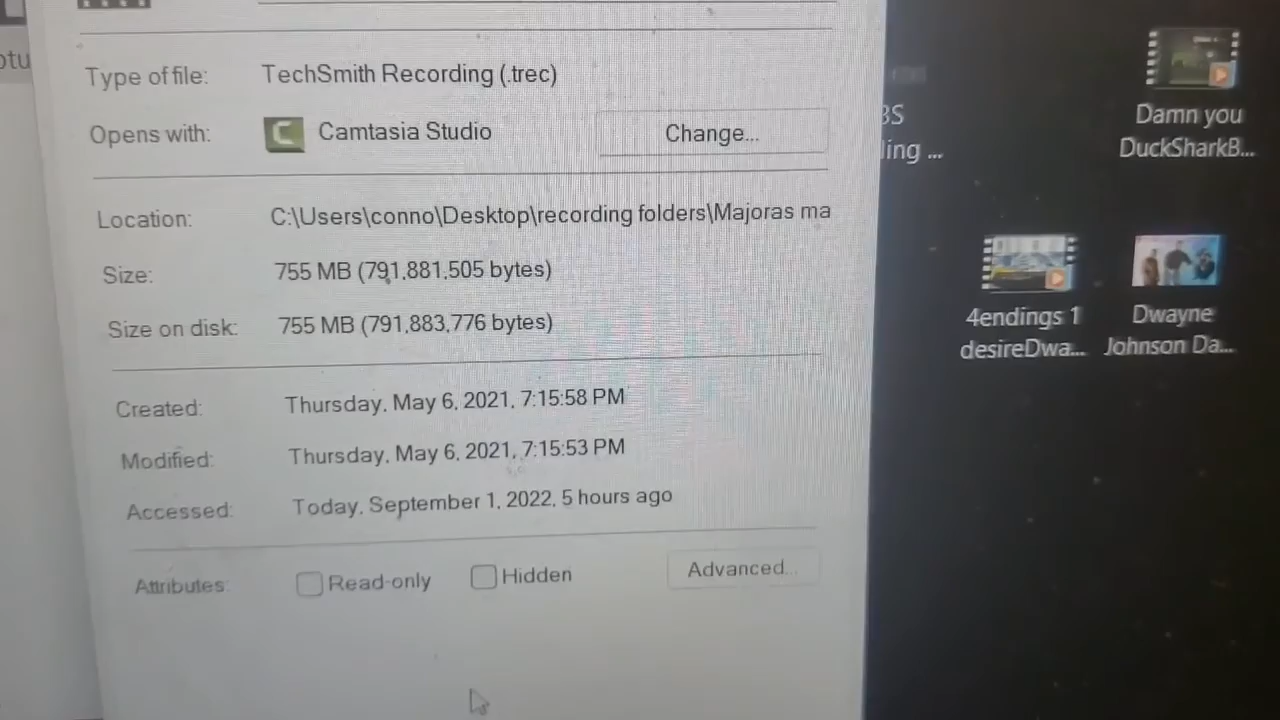 otu
Type of file: TechSmith Recording (.trec)
Opens with: Camtasia Studio Change...
Location: C:\Users\conno\Desktop\recording folders\Majoras ma
Size: 755 MB (791,881,505 bytes)
Size on disk: 755 MB (791,883,776 bytes)
Created: Thursday, May 6, 2021, 7:15:58 PM
Modified: Thursday, May 6, 2021, 7:15:53 PM
Accessed: Today, September 1, 2022, 5 hours ago
Attributes: Read-only Hidden Advanced...
BS
ling ...
Damn you
DuckSharkB...
4endings 1
desireDwa...
Dwayne
Johnson Da...